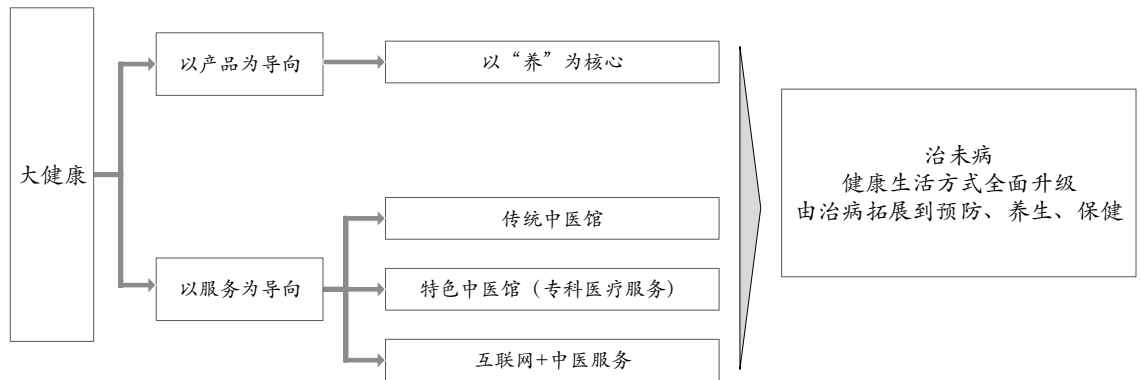 大健康
以产品为导向
以“养”为核心
以服务为导向
传统中医馆
特色中医馆（专科医疗服务）
互联网+中医服务
治未病
健康生活方式全面升级
由治病拓展到预防、养生、保健